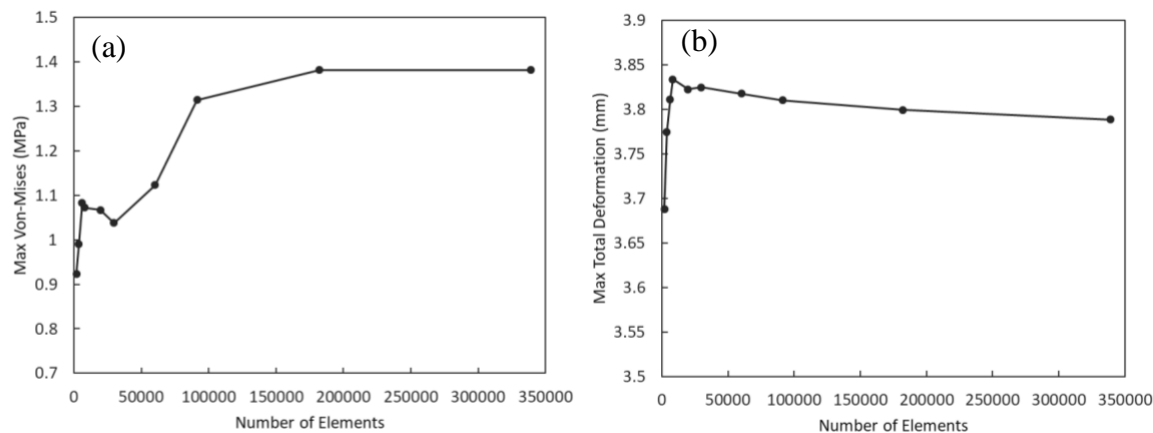 (a)
Max Von-Mises (MPa)
1.5
1.4
1.3
1.2
1.1
1
0.9
0.8
0.7
0 50000 100000 150000 200000 250000 300000 350000
Number of Elements
(b)
Max Total Deformation (mm)
3.9
3.85
3.8
3.75
3.7
3.65
3.6
3.55
3.5
0 50000 100000 150000 200000 250000 300000 350000
Number of Elements